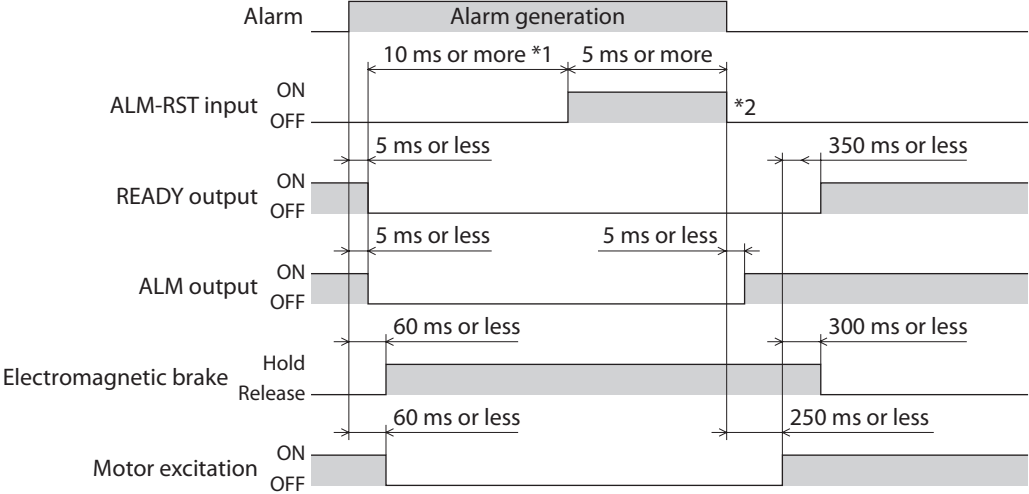 Alarm
Alarm generation
10 ms or more *1
5 ms or more
ALM-RST input
ON
OFF
*2
5 ms or less
350 ms or less
READY output
ON
OFF
5 ms or less
5 ms or less
ALM output
ON
OFF
60 ms or less
300 ms or less
Electromagnetic brake
Hold
Release
60 ms or less
250 ms or less
Motor excitation
ON
OFF